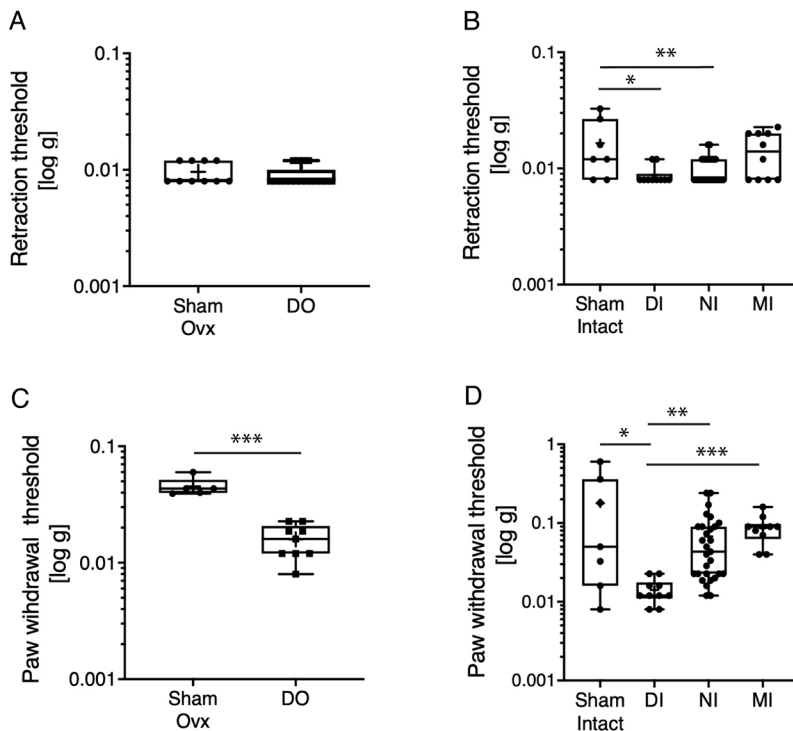 A
Retraction threshold
[log g]
0.1
0.01
0.001
Sham
Ovx
DO
B
Retraction threshold
[log g]
0.1
0.01
0.001
**
*
Sham
Intact
DI
NI
MI
C
Paw wihdrawal threshold
[log g]
0.1
0.01
0.001
***
Sham
Ovx
DO
D
Paw withdrawal threshold
[log g]
1
0.1
0.01
0.001
**
*
***
Sham
Intact
DI
NI
MI